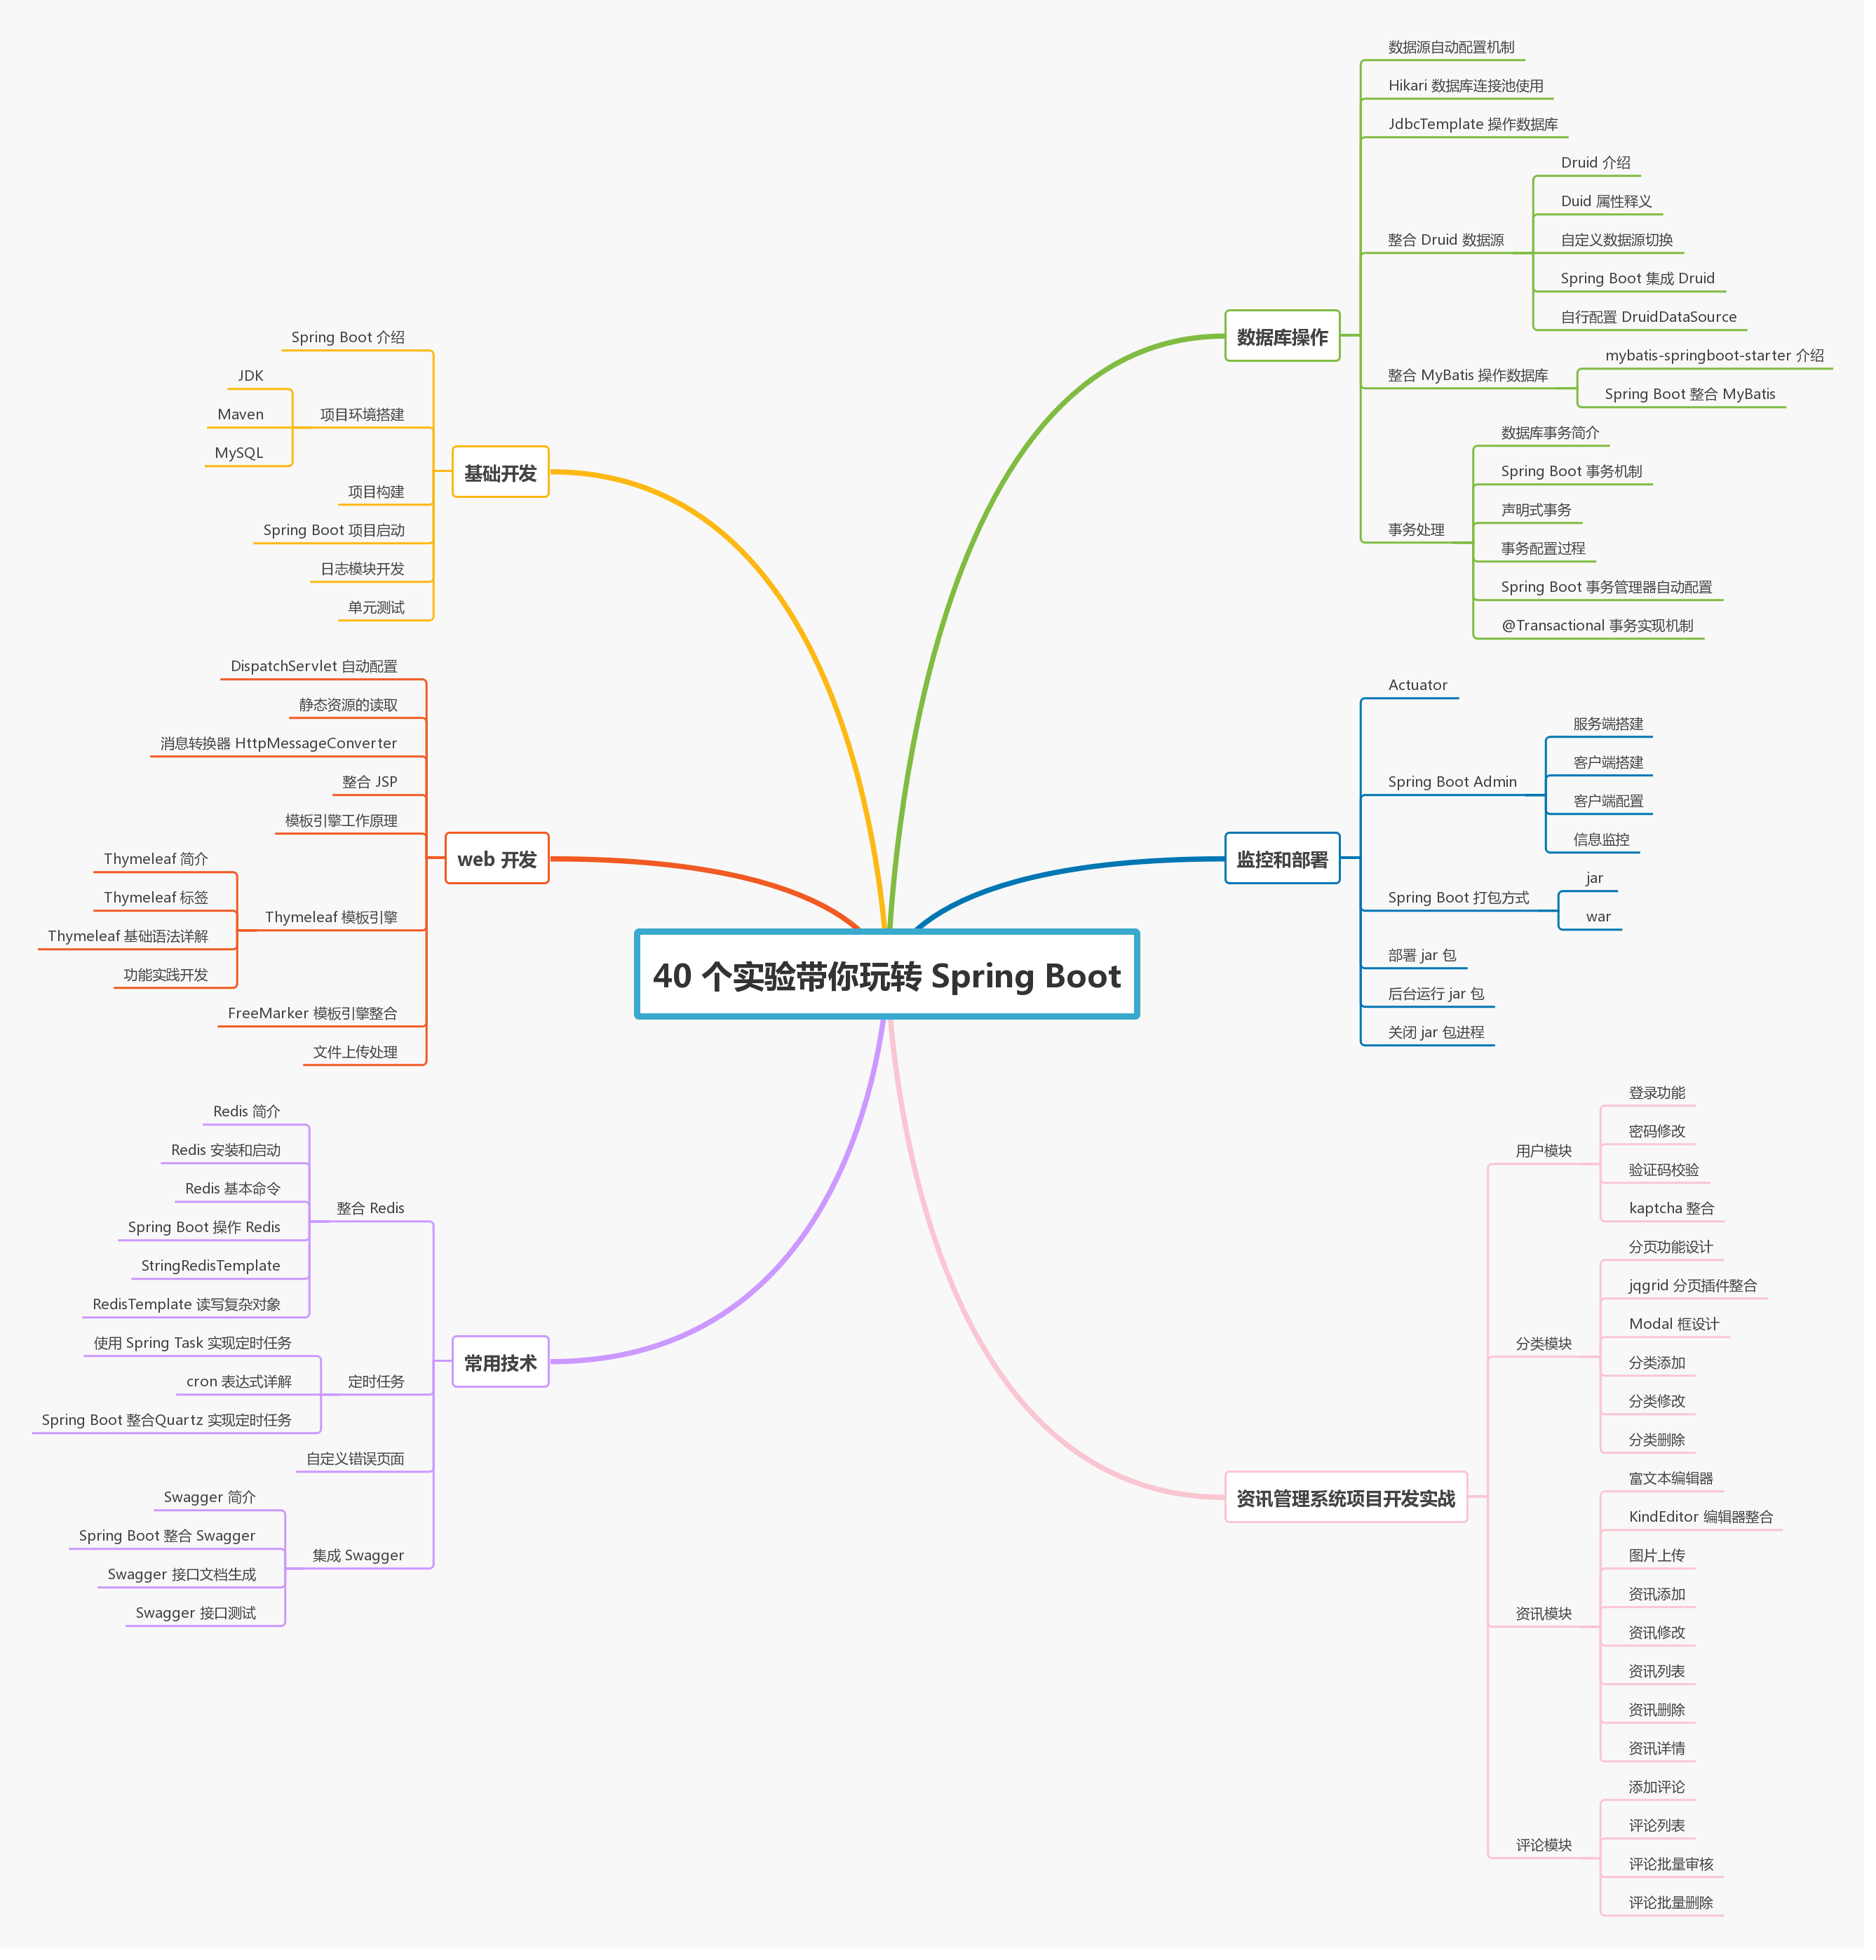 40 个实验带你玩转 Spring Boot
基础开发
Spring Boot 介绍
项目环境搭建
JDK
Maven
MySQL
项目构建
Spring Boot 项目启动
日志模块开发
单元测试
web 开发
DispatchServlet 自动配置
静态资源的读取
消息转换器 HttpMessageConverter
整合 JSP
模板引擎工作原理
Thymeleaf 模板引擎
Thymeleaf 简介
Thymeleaf 标签
Thymeleaf 基础语法详解
功能实践开发
FreeMarker 模板引擎整合
文件上传处理
常用技术
整合 Redis
Redis 简介
Redis 安装和启动
Redis 基本命令
Spring Boot 操作 Redis
StringRedisTemplate
RedisTemplate 读写复杂对象
定时任务
使用 Spring Task 实现定时任务
cron 表达式详解
Spring Boot 整合Quartz 实现定时任务
自定义错误页面
集成 Swagger
Swagger 简介
Spring Boot 整合 Swagger
Swagger 接口文档生成
Swagger 接口测试
数据库操作
数据源自动配置机制
Hikari 数据库连接池使用
JdbcTemplate 操作数据库
整合 Druid 数据源
Druid 介绍
Duid 属性释义
自定义数据源切换
Spring Boot 集成 Druid
自行配置 DruidDataSource
整合 MyBatis 操作数据库
mybatis-springboot-starter 介绍
Spring Boot 整合 MyBatis
事务处理
数据库事务简介
Spring Boot 事务机制
声明式事务
事务配置过程
Spring Boot 事务管理器自动配置
@Transactional 事务实现机制
监控和部署
Actuator
Spring Boot Admin
服务端搭建
客户端搭建
客户端配置
信息监控
Spring Boot 打包方式
jar
war
部署 jar 包
后台运行 jar 包
关闭 jar 包进程
资讯管理系统项目开发实战
用户模块
登录功能
密码修改
验证码校验
kaptcha 整合
分类模块
分页功能设计
jqgrid 分页插件整合
Modal 框设计
分类添加
分类修改
分类删除
资讯模块
富文本编辑器
KindEditor 编辑器整合
图片上传
资讯添加
资讯修改
资讯列表
资讯删除
资讯详情
评论模块
添加评论
评论列表
评论批量审核
评论批量删除